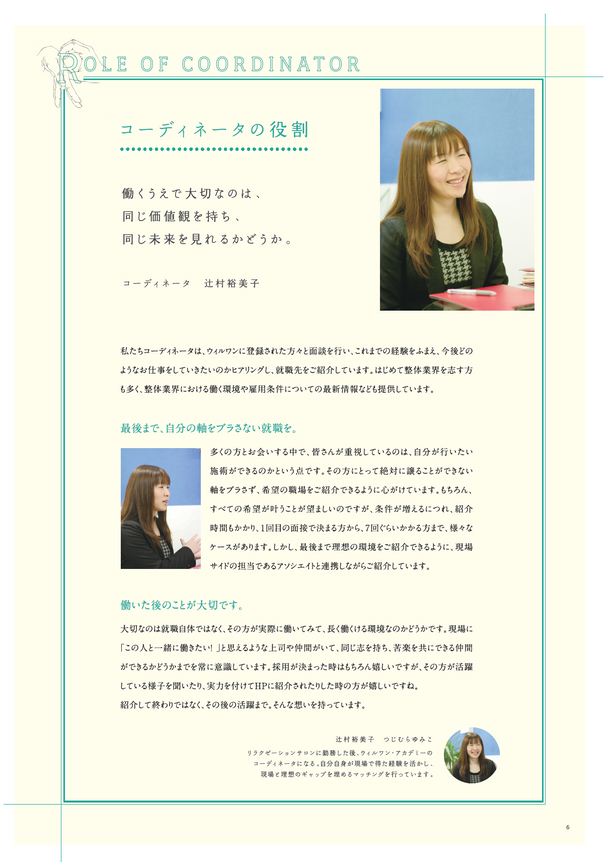 ROLE OF COORDINATOR
コーディネータの役割
働くうえで大切なのは、
同じ価値観を持ち、
同じ未来を見れるかどうか。
コーディネータ 辻村裕美子
私たちコーディネータは、ウィルワンに登録された方々と面談を行い、これまでの経験をふまえ、今後どの
ようなお仕事をしていきたいのかヒアリングし、就職先をご紹介しています。はじめて整体業界を志す方
も多く、整体業界における働く環境や雇用条件についての最新情報なども提供しています。
最後まで、自分の軸をブラさない就職を。
多くの方とお会いする中で、皆さんが重視しているのは、自分が行いたい
施術ができるのかという点です。その方にとって絶対に譲ることができない
軸をブラさず、希望の職場をご紹介できるように心がけています。もちろん、
すべての希望が叶うことが望ましいのですが、条件が増えるにつれ、紹介
時間もかかり、1回目の面接で決まる方から、7回ぐらいかかる方まで、様々な
ケースがあります。しかし、最後まで理想の環境をご紹介できるように、現場
サイドの担当であるアソシエイトと連携しながらご紹介しています。
働いた後のことが大切です。
大切なのは就職自体ではなく、その方が実際に働いてみて、長く働くける環境なのかどうかです。現場に
「この人と一緒に働きたい！」と思えるような上司や仲間がいて、同じ志を持ち、苦楽を共にできる仲間
ができるかどうかまでを常に意識しています。採用が決まった時はもちろん嬉しいですが、その方が活躍
している様子を聞いたり、実力を付けてHPに紹介されたりした時の方が嬉しいですね。
紹介して終わりではなく、その後の活躍まで。そんな想いを持っています。
辻村裕美子 つじむらゆみこ
リラクゼーションサロンに勤務した後、ウィルワン・アカデミーの
コーディネータになる。自分自身が現場で得た経験を活かし、
現場と理想のギャップを埋めるマッチングを行っています。
6